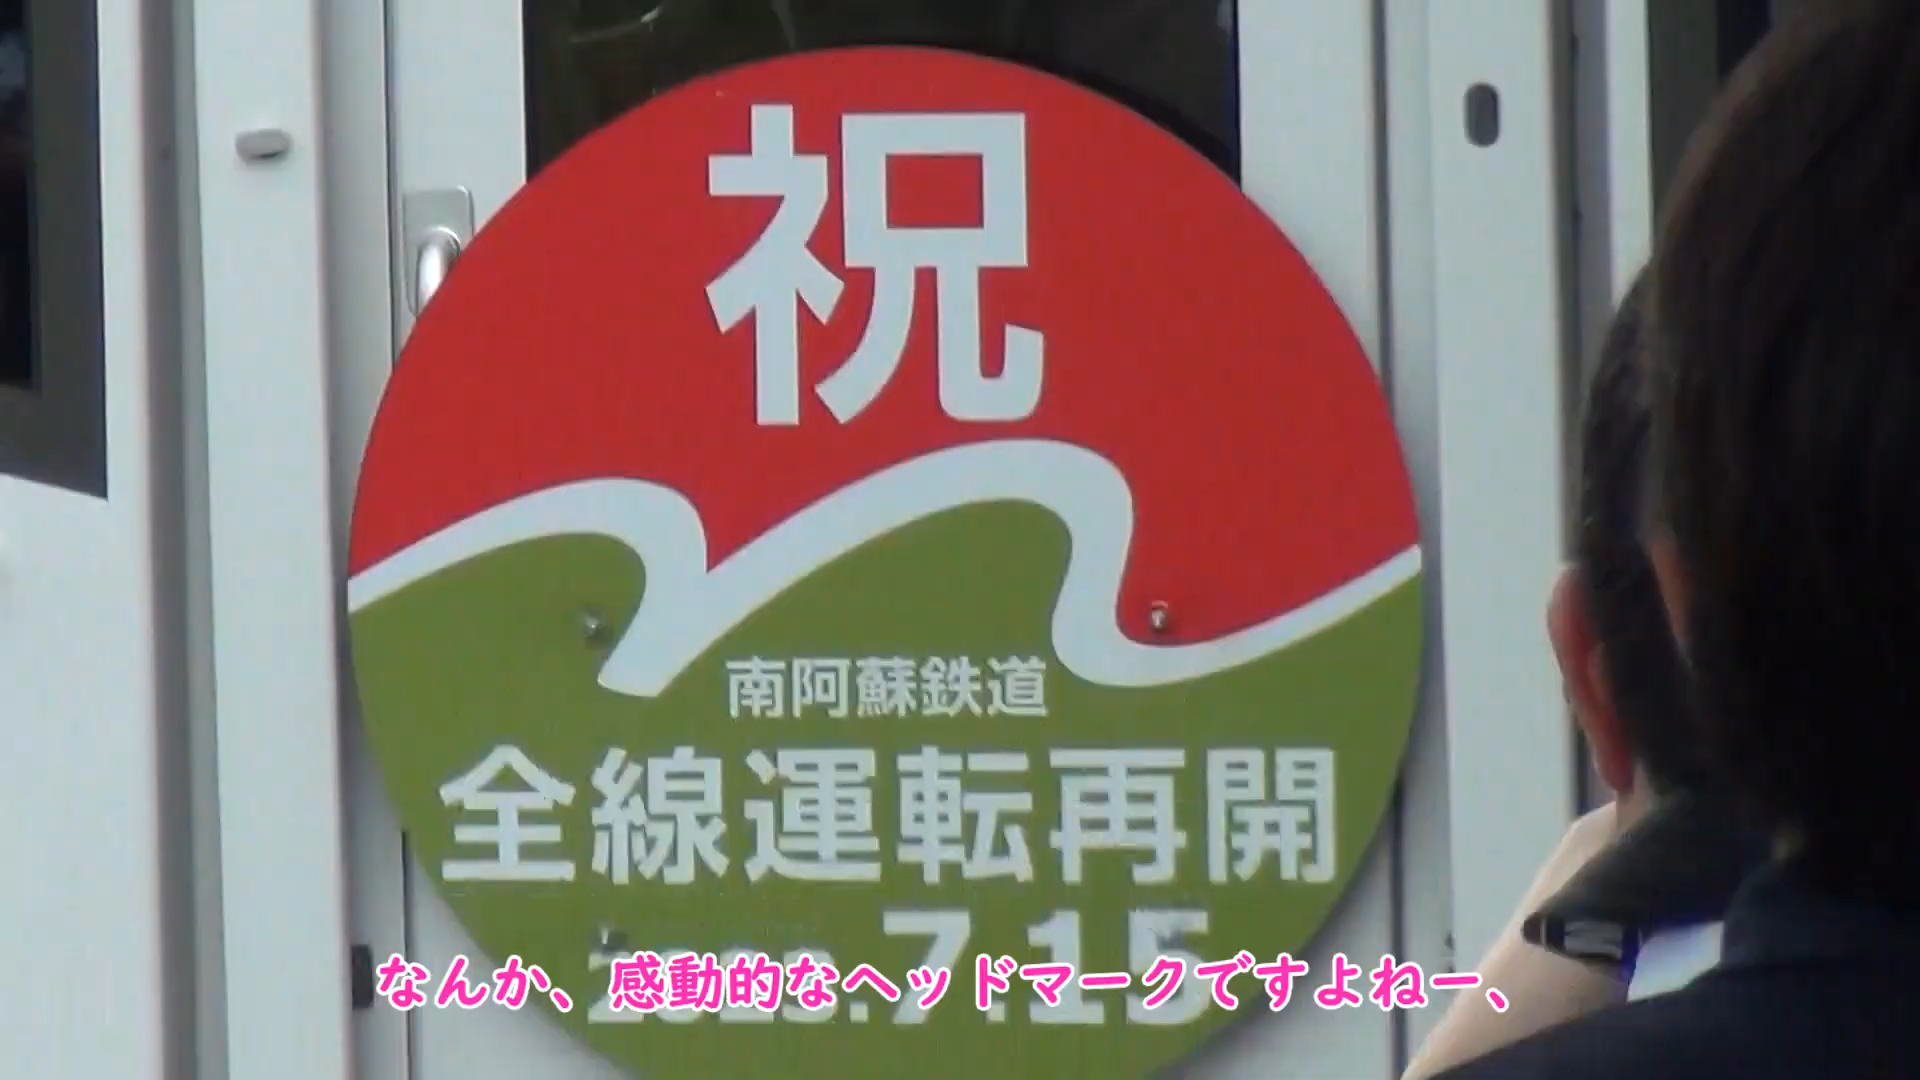 祝
南阿蘇鉄道
全線運転再開
2023.7.15
なんか、感動的なヘッドマークですよねー、